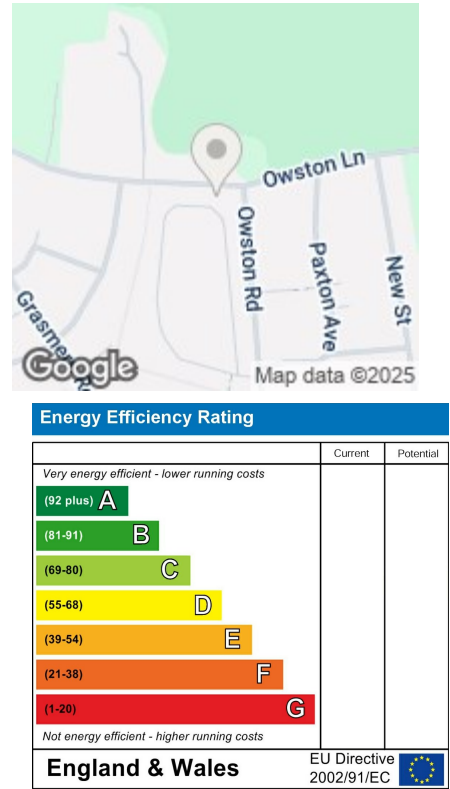 Owston Ln
Owston Rd
Paxton Ave
New St
Google
Map data ©2025
Energy Efficiency Rating
Current Potential
Very energy efficient - lower running costs
(92 plus) A
(81-91) B
(69-80) C
(55-68) D
(39-54) E
(21-38) F
(1-20) G
Not energy efficient - higher running costs
England & Wales
EU Directive
2002/91/EC